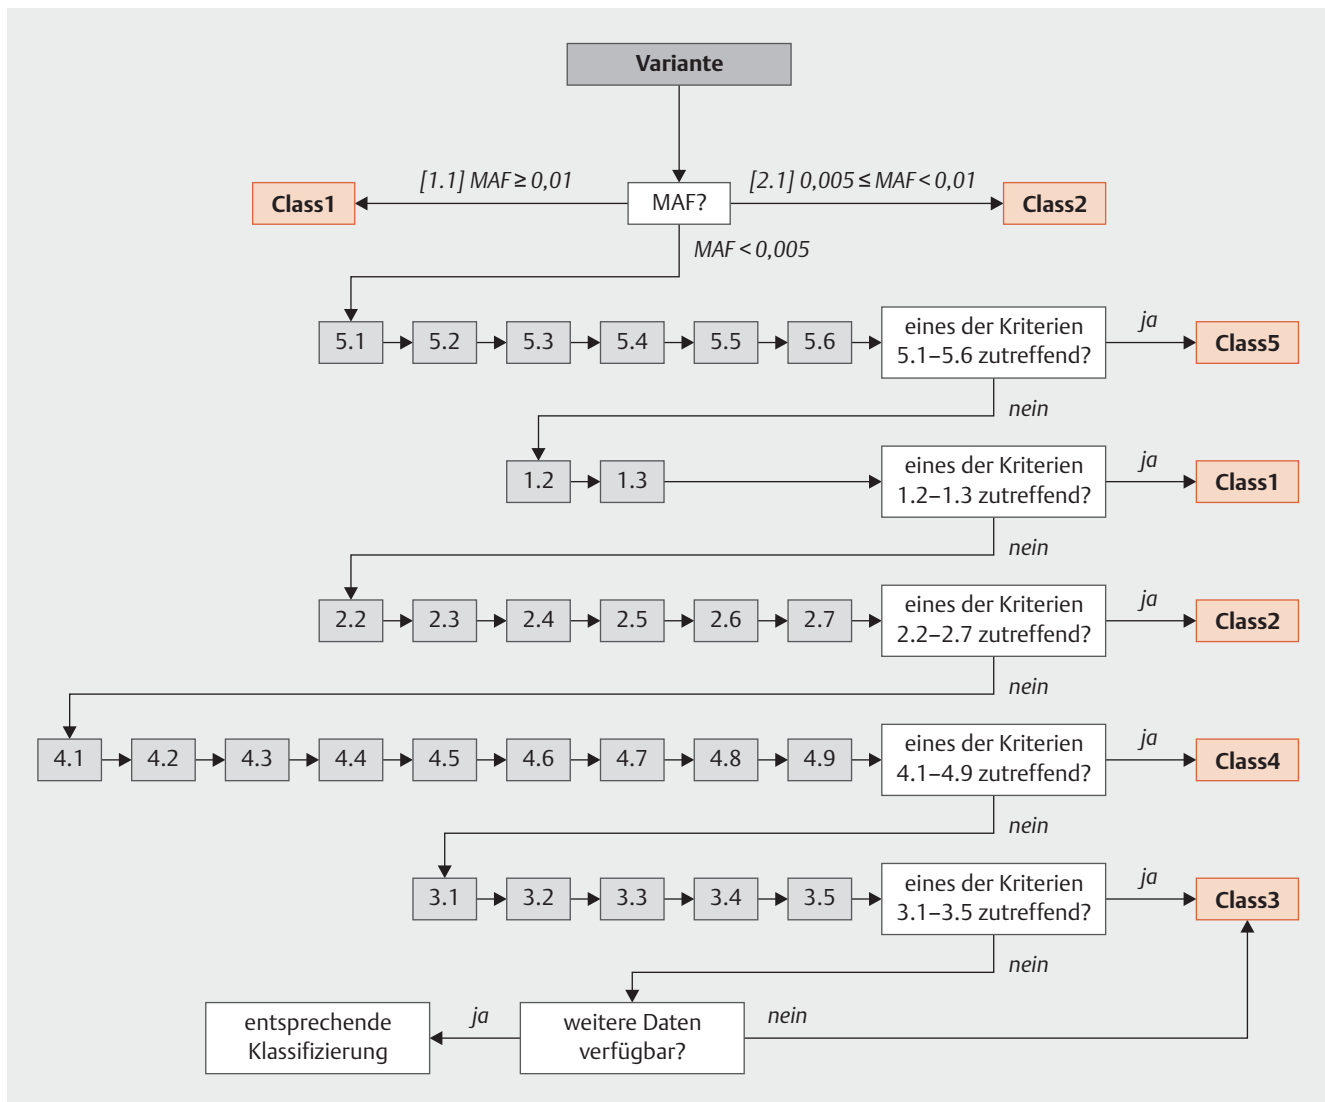 Variante
[1.1] MAF ≥ 0,01
[2.1] 0,005 ≤ MAF < 0,01
Class1
MAF?
Class2
MAF < 0,005
5.1
5.2
5.3
5.4
5.5
5.6
eines der Kriterien
5.1–5.6 zutreffend?
ja
Class5
nein
1.2
1.3
eines der Kriterien
1.2–1.3 zutreffend?
ja
Class1
nein
2.2
2.3
2.4
2.5
2.6
2.7
eines der Kriterien
2.2–2.7 zutreffend?
ja
Class2
nein
4.1
4.2
4.3
4.4
4.5
4.6
4.7
4.8
4.9
eines der Kriterien
4.1–4.9 zutreffend?
ja
Class4
nein
3.1
3.2
3.3
3.4
3.5
eines der Kriterien
3.1–3.5 zutreffend?
ja
Class3
nein
entsprechende
Klassifizierung
ja
weitere Daten
verfügbar?
nein